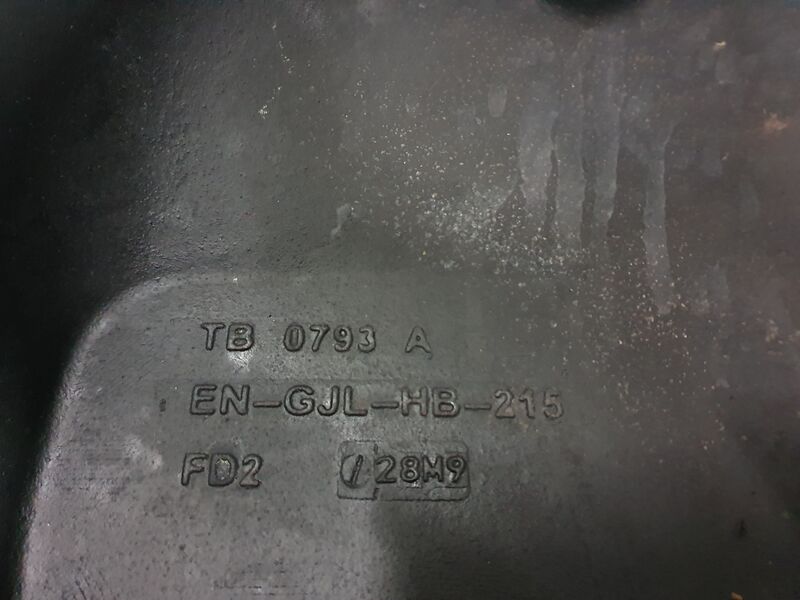 TB 0793 A
EN-GJL-HB-215
FD2 /28M9